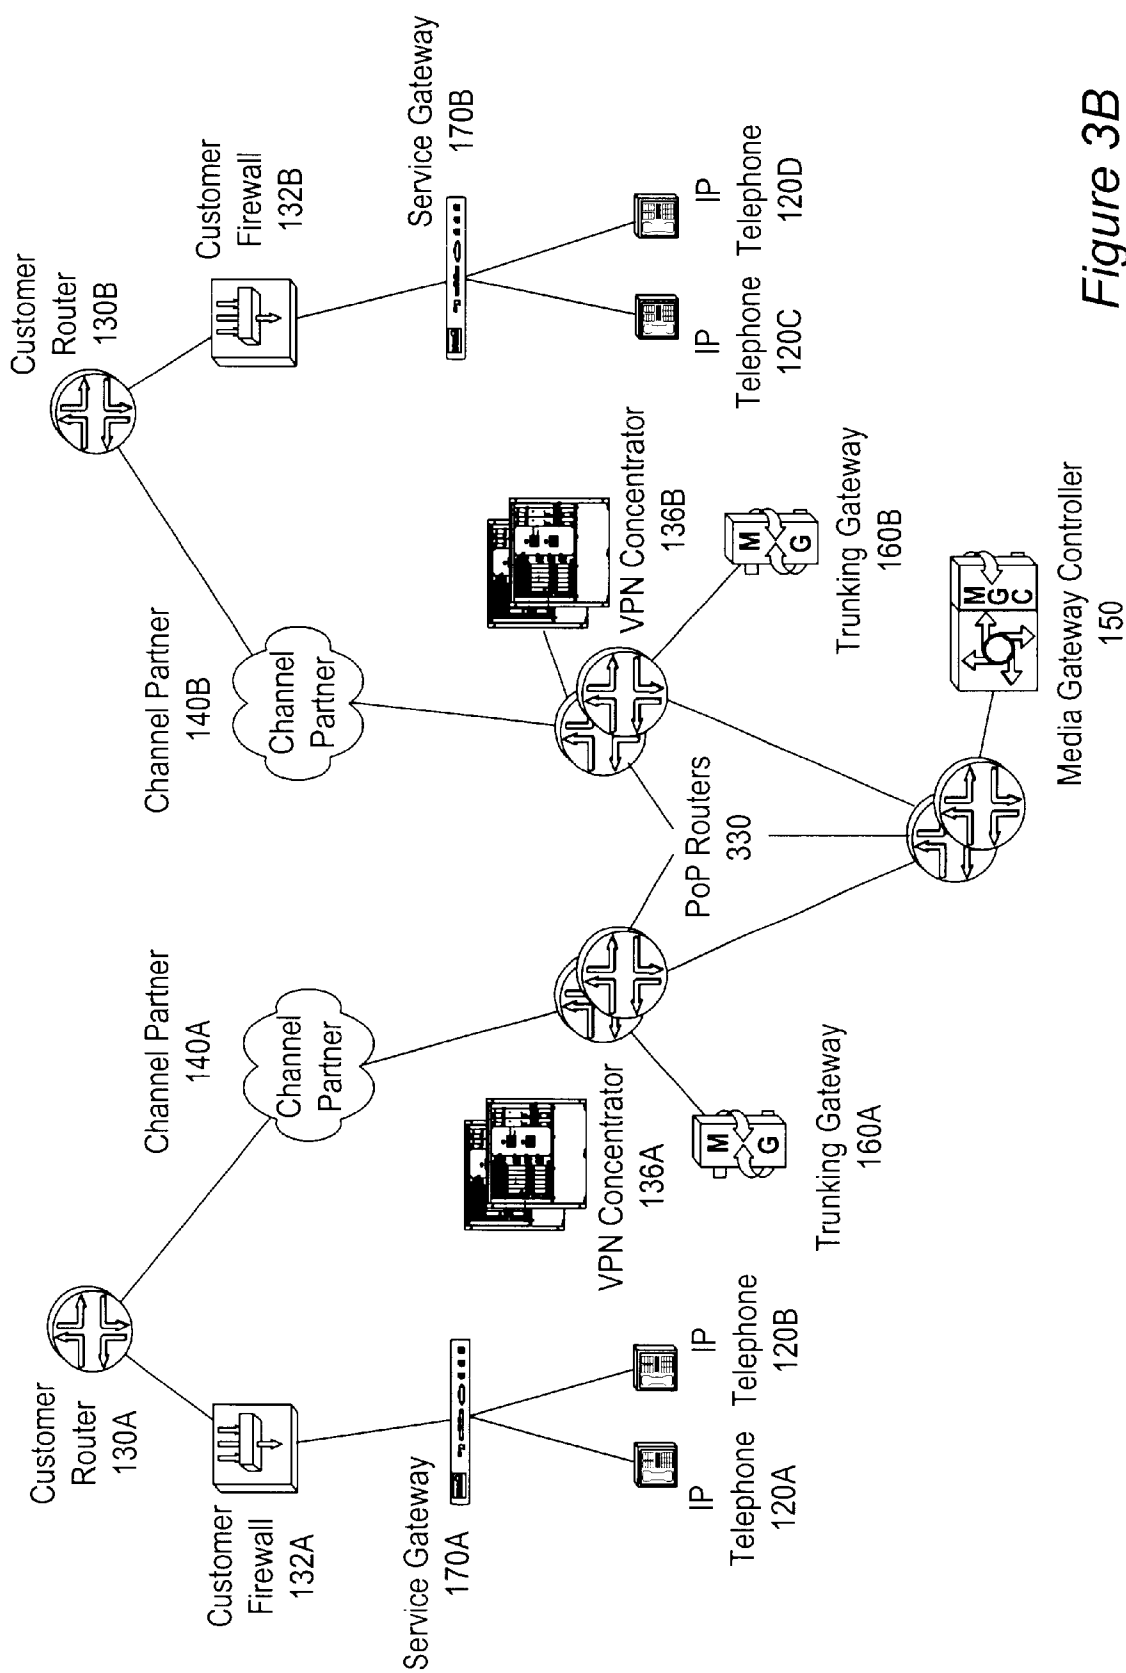 Customer
Router
130A
Customer
Firewall
132A
Service Gateway
170A
IP
Telephone
120A
IP
Telephone
120B
Channel Partner
140A
Channel
Partner
VPN Concentrator
136A
M
G
Trunking Gateway
160A
PoP Routers
330
Channel Partner
140B
Channel
Partner
VPN Concentrator
136B
M
G
Trunking Gateway
160B
M
G
C
Media Gateway Controller
150
Customer
Router
130B
Customer
Firewall
132B
Service Gateway
170B
IP
Telephone
120C
IP
Telephone
120D
Figure 3B